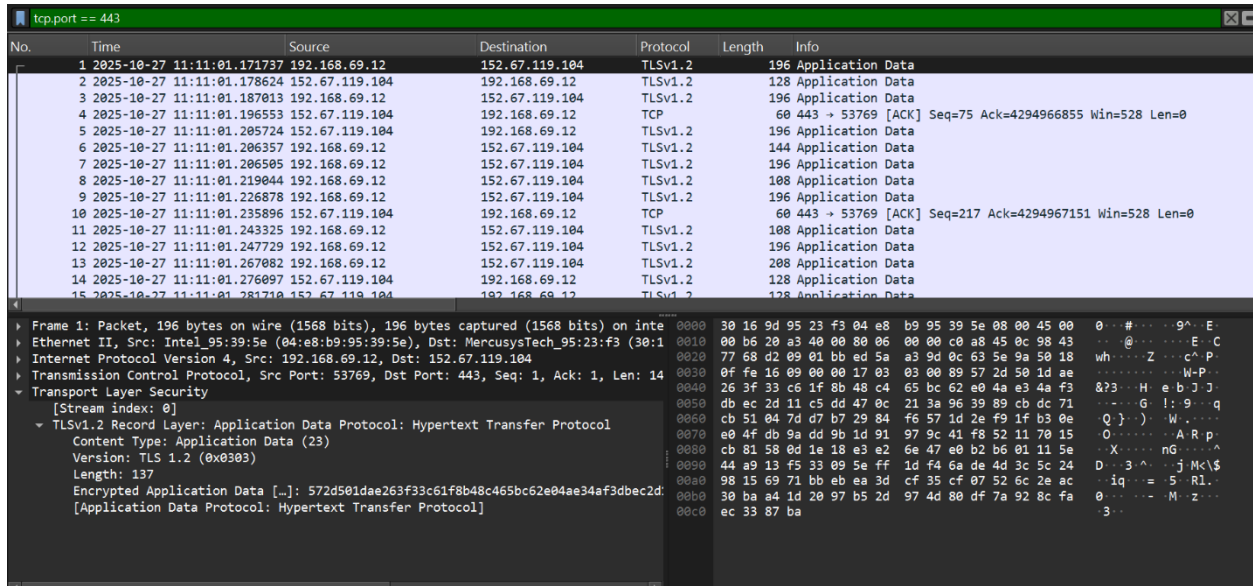 tcp.port == 443
No. Time Source Destination Protocol Length Info
1 2025-10-27 11:11:01.171737 192.168.69.12 152.67.119.104 TLSv1.2 196 Application Data
2 2025-10-27 11:11:01.178624 152.67.119.104 192.168.69.12 TLSv1.2 128 Application Data
3 2025-10-27 11:11:01.187013 192.168.69.12 152.67.119.104 TLSv1.2 196 Application Data
4 2025-10-27 11:11:01.196553 152.67.119.104 192.168.69.12 TCP 60 443 → 53769 [ACK] Seq=75 Ack=4294966855 Win=528 Len=0
5 2025-10-27 11:11:01.205724 152.67.119.104 192.168.69.12 TLSv1.2 196 Application Data
6 2025-10-27 11:11:01.206357 192.168.69.12 152.67.119.104 TLSv1.2 144 Application Data
7 2025-10-27 11:11:01.206505 192.168.69.12 152.67.119.104 TLSv1.2 196 Application Data
8 2025-10-27 11:11:01.219044 192.168.69.12 152.67.119.104 TLSv1.2 108 Application Data
9 2025-10-27 11:11:01.226878 192.168.69.12 152.67.119.104 TLSv1.2 196 Application Data
10 2025-10-27 11:11:01.235896 152.67.119.104 192.168.69.12 TCP 60 443 → 53769 [ACK] Seq=217 Ack=4294967151 Win=528 Len=0
11 2025-10-27 11:11:01.243325 192.168.69.12 152.67.119.104 TLSv1.2 108 Application Data
12 2025-10-27 11:11:01.247729 192.168.69.12 152.67.119.104 TLSv1.2 196 Application Data
13 2025-10-27 11:11:01.267082 192.168.69.12 152.67.119.104 TLSv1.2 208 Application Data
14 2025-10-27 11:11:01.276097 152.67.119.104 192.168.69.12 TLSv1.2 128 Application Data
15 2025-10-27 11:11:01.281710 152.67.119.104 192.168.69.12 TLSv1.2 128 Application Data
Frame 1: Packet, 196 bytes on wire (1568 bits), 196 bytes captured (1568 bits) on inte
Ethernet II, Src: Intel_95:39:5e (04:e8:b9:95:39:5e), Dst: MercusysTech_95:23:f3 (30:1
Internet Protocol Version 4, Src: 192.168.69.12, Dst: 152.67.119.104
Transmission Control Protocol, Src Port: 53769, Dst Port: 443, Seq: 1, Ack: 1, Len: 14
Transport Layer Security
[Stream index: 0]
TLSv1.2 Record Layer: Application Data Protocol: Hypertext Transfer Protocol
Content Type: Application Data (23)
Version: TLS 1.2 (0x0303)
Length: 137
Encrypted Application Data […]: 572d501dae263f33c61f8b48c465bc62e04ae34af3dbec2d
[Application Data Protocol: Hypertext Transfer Protocol]
0000 30 16 9d 95 23 f3 04 e8 b9 95 39 5e 08 00 45 00 0···#··· ··9^··E·
0010 00 b6 20 a3 40 00 80 06 00 00 c0 a8 45 0c 98 43 ·· ·@··· ····E··C
0020 77 68 d2 09 01 bb ed 5a a3 9d 0c 63 5e 9a 50 18 wh·····Z ···c^·P·
0030 0f fe 16 09 00 00 17 03 03 00 89 57 2d 50 1d ae ········ ···W-P··
0040 26 3f 33 c6 1f 8b 48 c4 65 bc 62 e0 4a e3 4a f3 &?3···H· e·b·J·J·
0050 db ec 2d 11 c5 dd 47 0c 21 3a 96 39 89 cb dc 71 ··-···G· !:·9···q
0060 cb 51 04 7d d7 b7 29 84 f6 57 1d 2e f9 1f b3 0e ·Q·}··)· ·W·.····
0070 e0 4f db 9a dd 9b 1d 91 97 9c 41 f8 52 11 70 15 ·O······ ··A·R·p·
0080 cb 81 58 0d 1e 18 e3 e2 6e 47 e0 b2 b6 01 11 5e ··X····· nG·····^
0090 44 a9 13 f5 33 09 5e ff 1d f4 6a de 4d 3c 5c 24 D···3·^· ··j·M<\$
00a0 98 15 69 71 bb eb ea 3d cf 35 cf 07 52 6c 2e ac ··iq···= ·5··Rl.·
00b0 30 ba a4 1d 20 97 b5 2d 97 4d 80 df 7a 92 8c fa 0··· ··- ·M··z···
00c0 ec 33 87 ba ·3··